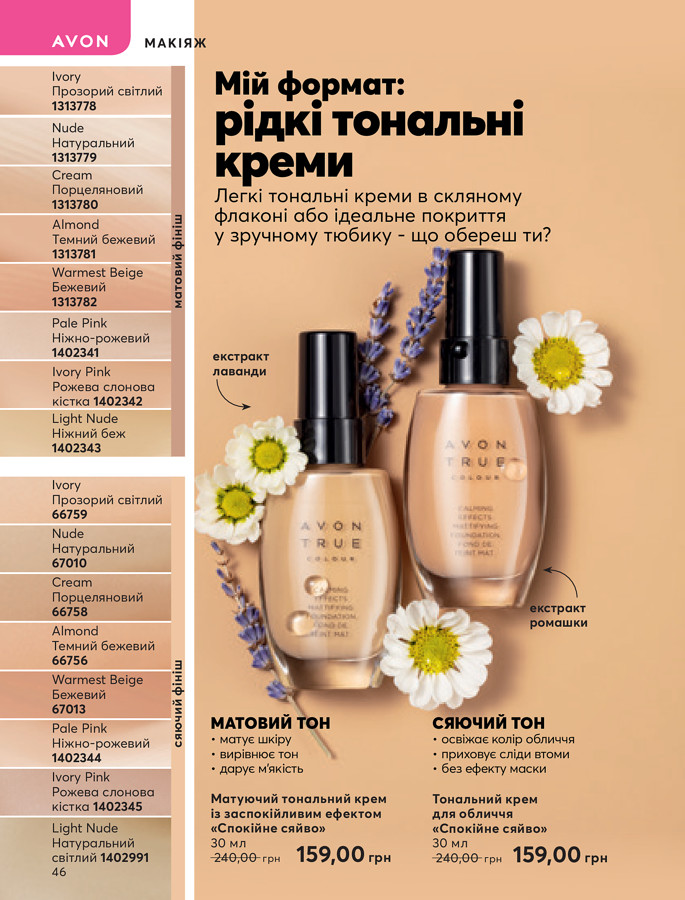 AVON
МАКІЯЖ
Ivory
Прозорий світлий
1313778
Nude
Натуральний
1313779
Cream
Порцеляновий
1313780
Almond
Темний бежевий
1313781
Warmest Beige
Бежевий
1313782
Pale Pink
Ніжно-рожевий
1402341
Ivory Pink
Рожева слонова
кістка 1402342
Light Nude
Ніжний беж
1402343
матовий фініш
Ivory
Прозорий світлий
66759
Nude
Натуральний
67010
Cream
Порцеляновий
66758
Almond
Темний бежевий
66756
Warmest Beige
Бежевий
67013
Pale Pink
Ніжно-рожевий
1402344
Ivory Pink
Рожева слонова
кістка 1402345
Light Nude
Натуральний
світлий 1402991
46
сяючий фініш
Мій формат:
рідкі тональні
креми
Легкі тональні креми в скляному
флаконі або ідеальне покриття
у зручному тюбику - що обереш ти?
екстракт
лаванди
AVON
TRUE
COLOUR
CALMING
EFFECTS
MATTIFYING
FOUNDATION
FOND DE
TEINT MAT
AVON
TRUE
COLOUR
CALMING
EFFECTS
MATTIFYING
FOUNDATION
FOND DE
TEINT MAT
екстракт
ромашки
МАТОВИЙ ТОН
• матує шкіру
• вирівнює тон
• дарує м'якість
Матуючий тональний крем
із заспокійливим ефектом
«Спокійне сяйво»
30 мл
240,00 грн 159,00 грн
СЯЮЧИЙ ТОН
• освіжає колір обличчя
• приховує сліди втоми
• без ефекту маски
Тональний крем
для обличчя
«Спокійне сяйво»
30 мл
240,00 грн 159,00 грн